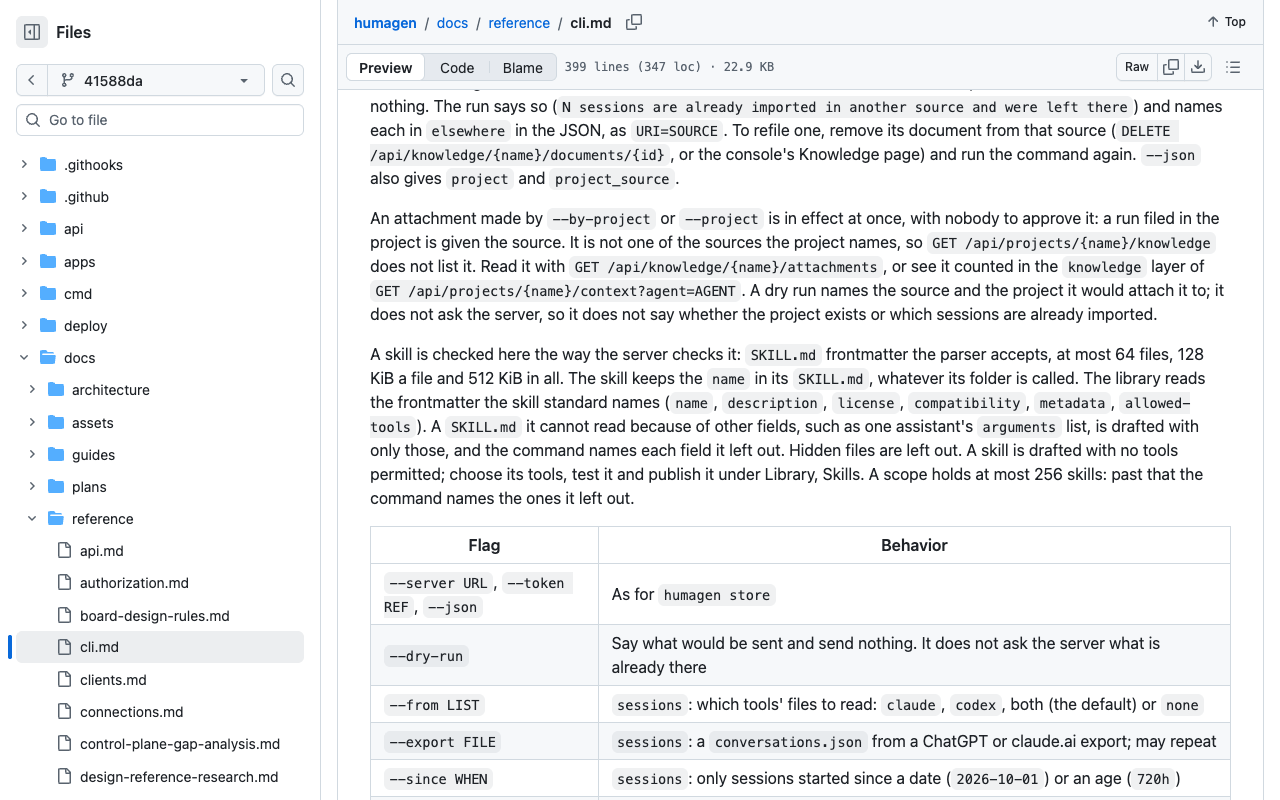 Files
41588da
Go to file
.githooks
.github
api
apps
cmd
deploy
docs
architecture
assets
guides
plans
reference
api.md
authorization.md
board-design-rules.md
cli.md
clients.md
connections.md
control-plane-gap-analysis.md
design-reference-research.md
humagen / docs / reference / cli.md
Top
Preview Code Blame 399 lines (347 loc) · 22.9 KB
Raw
nothing. The run says so ( N sessions are already imported in another source and were left there ) and names
each in elsewhere in the JSON, as URI=SOURCE . To refile one, remove its document from that source ( DELETE
/api/knowledge/{name}/documents/{id} , or the console's Knowledge page) and run the command again. --json
also gives project and project_source .
An attachment made by --by-project or --project is in effect at once, with nobody to approve it: a run filed in the
project is given the source. It is not one of the sources the project names, so GET /api/projects/{name}/knowledge
does not list it. Read it with GET /api/knowledge/{name}/attachments , or see it counted in the knowledge layer of
GET /api/projects/{name}/context?agent=AGENT . A dry run names the source and the project it would attach it to; it
does not ask the server, so it does not say whether the project exists or which sessions are already imported.
A skill is checked here the way the server checks it: SKILL.md frontmatter the parser accepts, at most 64 files, 128
KiB a file and 512 KiB in all. The skill keeps the name in its SKILL.md , whatever its folder is called. The library reads
the frontmatter the skill standard names ( name , description , license , compatibility , metadata , allowed-
tools ). A SKILL.md it cannot read because of other fields, such as one assistant's arguments list, is drafted with
only those, and the command names each field it left out. Hidden files are left out. A skill is drafted with no tools
permitted; choose its tools, test it and publish it under Library, Skills. A scope holds at most 256 skills: past that the
command names the ones it left out.
Flag Behavior
--server URL , --token
REF , --json
As for humagen store
--dry-run
Say what would be sent and send nothing. It does not ask the server what is
already there
--from LIST sessions : which tools' files to read: claude , codex , both (the default) or none
--export FILE sessions : a conversations.json from a ChatGPT or claude.ai export; may repeat
--since WHEN sessions : only sessions started since a date ( 2026-10-01 ) or an age ( 720h )